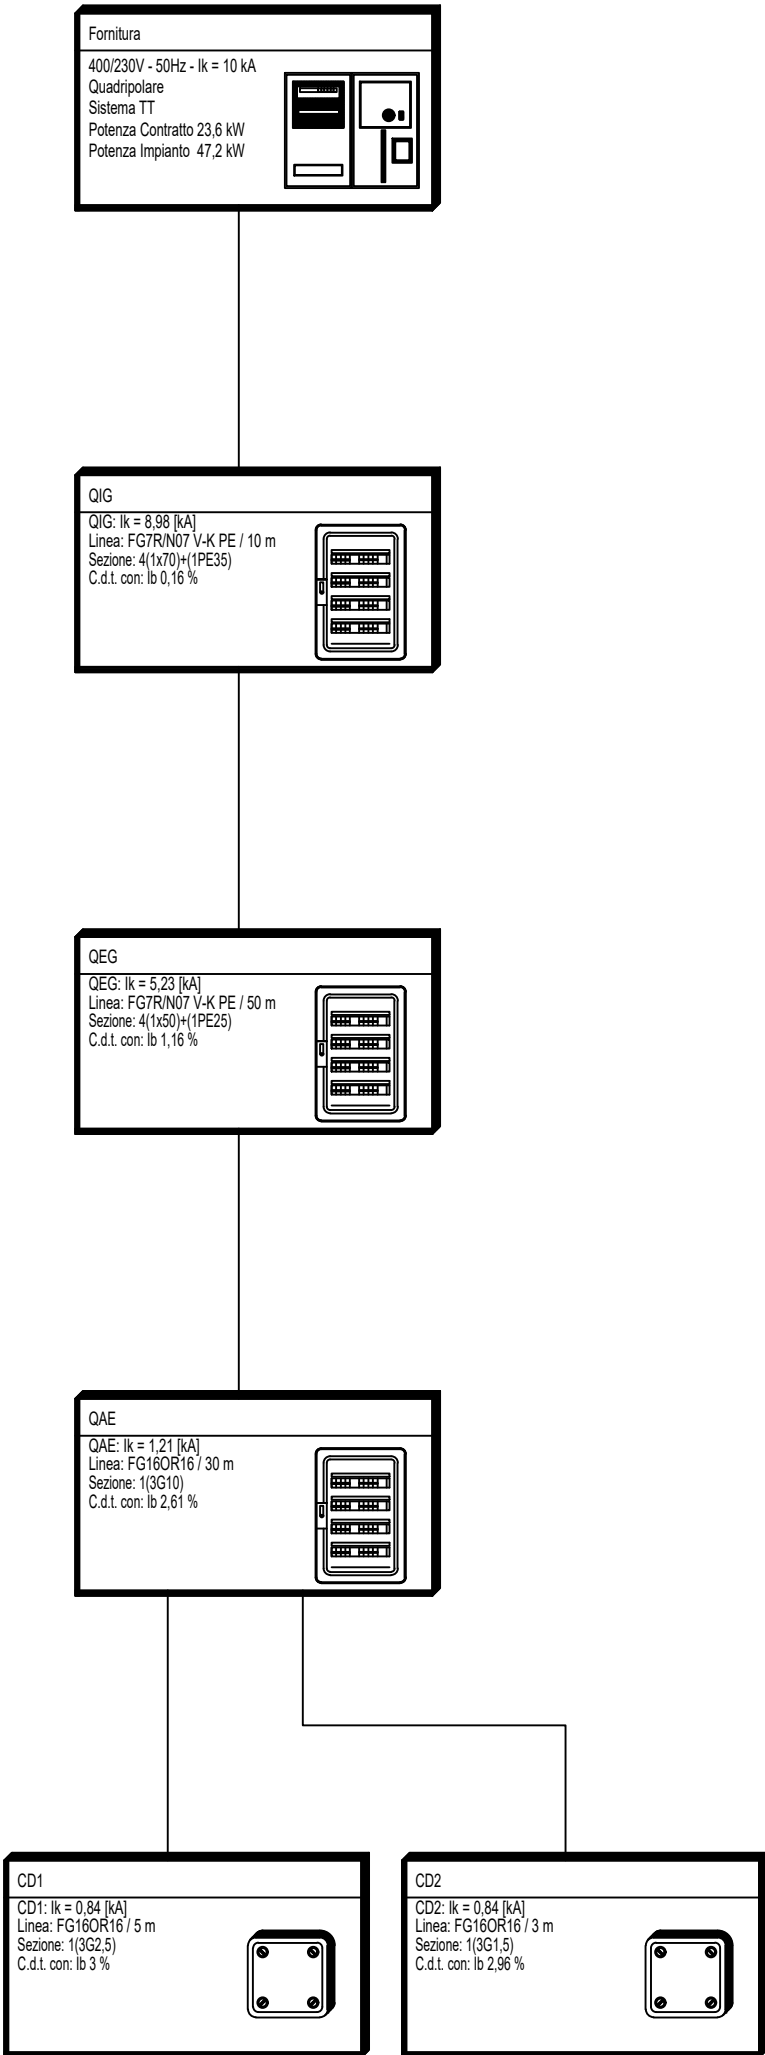 Fornitura
400/230V - 50Hz - Ik = 10 kA
Quadripolare
Sistema TT
Potenza Contratto 23,6 kW
Potenza Impianto 47,2 kW
QIG
QIG: Ik = 8,98 [kA]
Linea: FG7R/N07 V-K PE / 10 m
Sezione: 4(1x70)+(1PE35)
C.d.t. con: Ib 0,16 %
QEG
QEG: Ik = 5,23 [kA]
Linea: FG7R/N07 V-K PE / 50 m
Sezione: 4(1x50)+(1PE25)
C.d.t. con: Ib 1,16 %
QAE
QAE: Ik = 1,21 [kA]
Linea: FG16OR16 / 30 m
Sezione: 1(3G10)
C.d.t. con: Ib 2,61 %
CD1
CD1: Ik = 0,84 [kA]
Linea: FG16OR16 / 5 m
Sezione: 1(3G2,5)
C.d.t. con: Ib 3 %
CD2
CD2: Ik = 0,84 [kA]
Linea: FG16OR16 / 3 m
Sezione: 1(3G1,5)
C.d.t. con: Ib 2,96 %